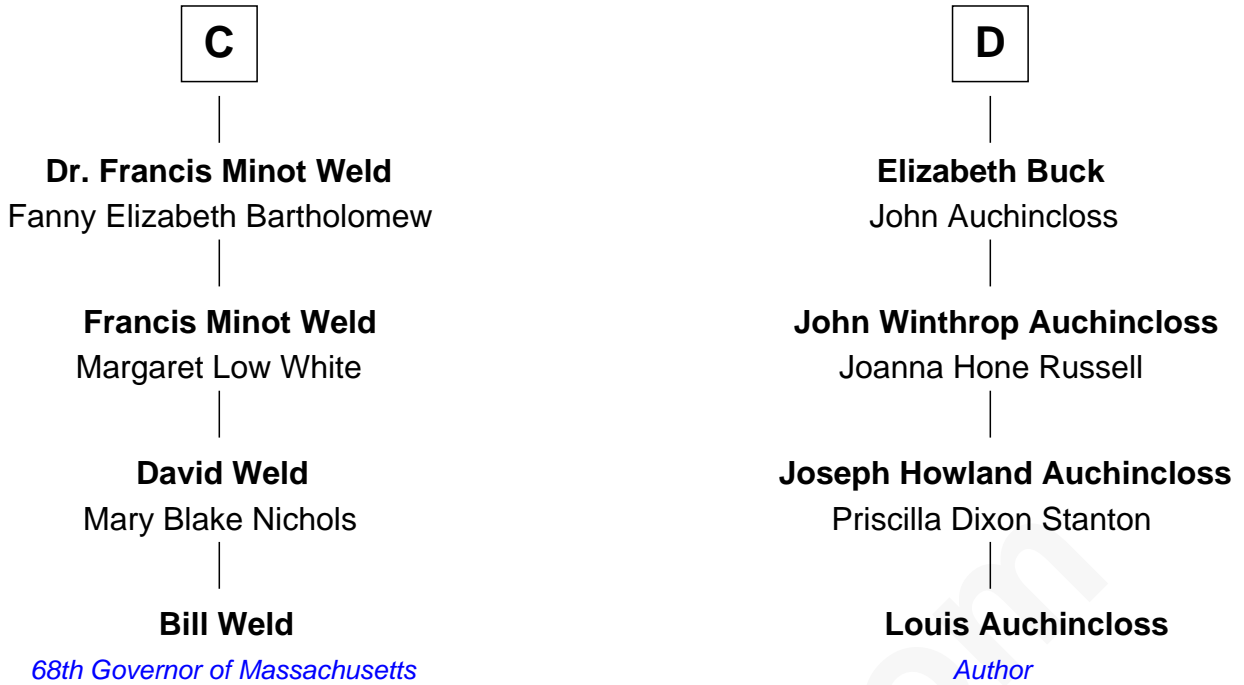 C
Dr. Francis Minot Weld
Fanny Elizabeth Bartholomew
Francis Minot Weld
Margaret Low White
David Weld
Mary Blake Nichols
Bill Weld
68th Governor of Massachusetts
D
Elizabeth Buck
John Auchincloss
John Winthrop Auchincloss
Joanna Hone Russell
Joseph Howland Auchincloss
Priscilla Dixon Stanton
Louis Auchincloss
Author